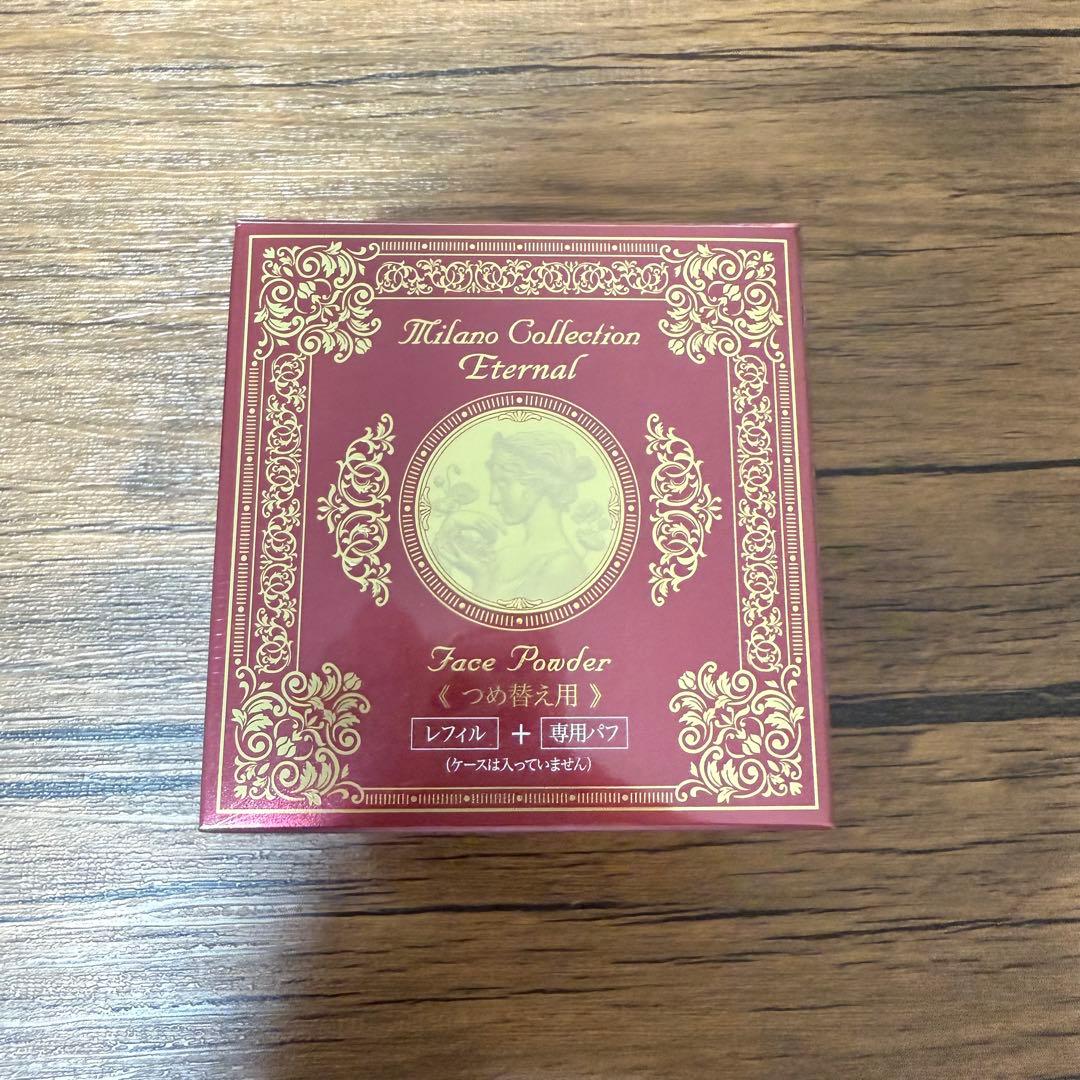 Milano Collection
Eternal
Face Powder
《 つめ替え用 》
レフィル + 専用パフ
(ケースは入っていません)